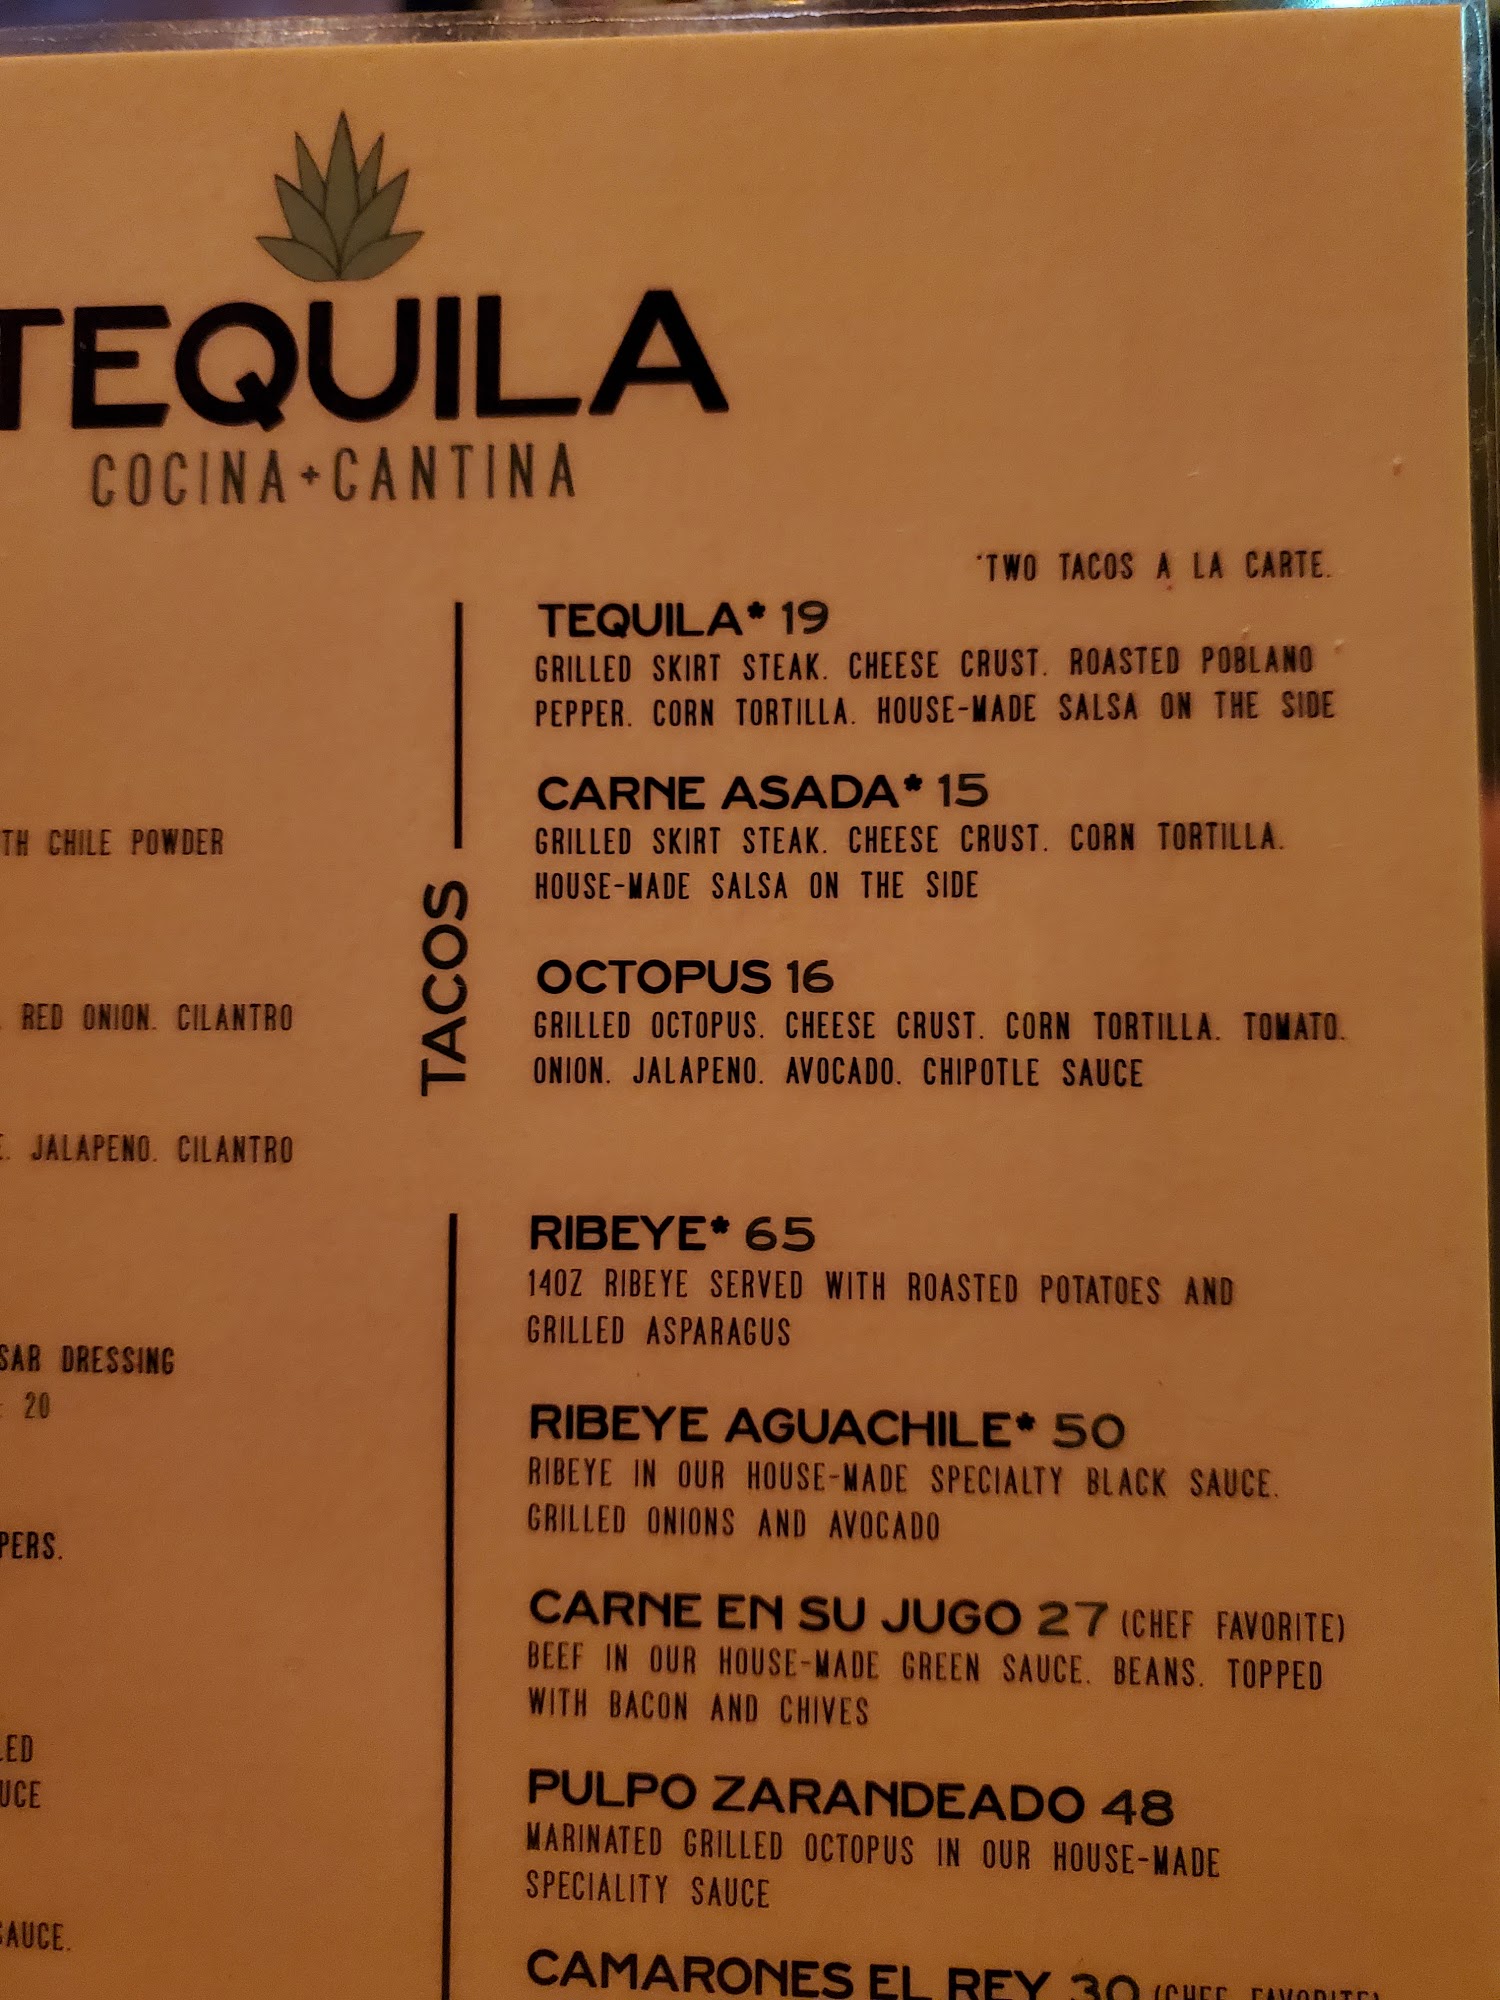 TEQUILA
COCINA+CANTINA
TH CHILE POWDER
RED ONION. CILANTRO
JALAPENO. CILANTRO
DRESSING
20
SAUCE.
TACOS
'TWO TACOS A LA CARTE.
TEQUILA* 19
GRILLED SKIRT STEAK. CHEESE CRUST. ROASTED POBLANO
PEPPER. CORN TORTILLA. HOUSE-MADE SALSA ON THE SIDE
CARNE ASADA* 15
GRILLED SKIRT STEAK. CHEESE CRUST. CORN TORTILLA.
HOUSE-MADE SALSA ON THE SIDE
OCTOPUS 16
GRILLED OCTOPUS. CHEESE CRUST. CORN TORTILLA. TOMATO.
ONION. JALAPENO. AVOCADO. CHIPOTLE SAUCE
RIBEYE* 65
14OZ RIBEYE SERVED WITH ROASTED POTATOES AND
GRILLED ASPARAGUS
RIBEYE AGUACHILE* 50
RIBEYE IN OUR HOUSE-MADE SPECIALTY BLACK SAUCE.
GRILLED ONIONS AND AVOCADO
CARNE EN SU JUGO 27 (CHEF FAVORITE)
BEEF IN OUR HOUSE-MADE GREEN SAUCE. BEANS. TOPPED
WITH BACON AND CHIVES
PULPO ZARANDEADO 48
MARINATED GRILLED OCTOPUS IN OUR HOUSE-MADE
SPECIALITY SAUCE
CAMARONES EL REY 30 (CHEF FAVORITE)